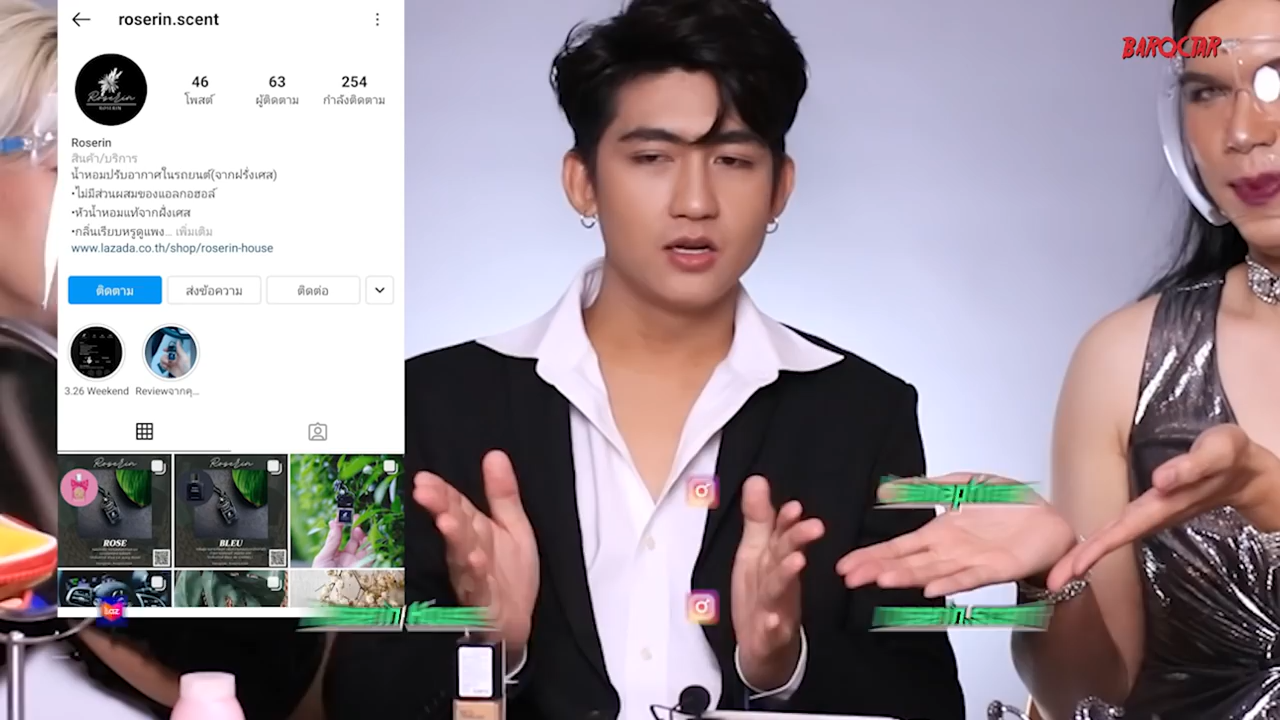 roserin.scent
BAROCTAR
Roserin
46
63
254
โพสต์
ผู้ติดตาม
กำลังติดตาม
Roserin
สินค้า/บริการ
น้ำหอมปรับอากาศในรถยนต์(จากฝรั่งเศส)
•ไม่มีส่วนผสมของแอลกอฮอล์
•หัวน้ำหอมแท้จากฝั่งเศส
•กลิ่นเรียบหรูดูแพง... เพิ่มเติม
www.lazada.co.th/shop/roserin-house
ติดตาม
ส่งข้อความ
ติดต่อ
3.26 Weekend
Reviewจากคุ...
Roserin
Roserin
ROSE
BLEU
Laz
roserin.scent